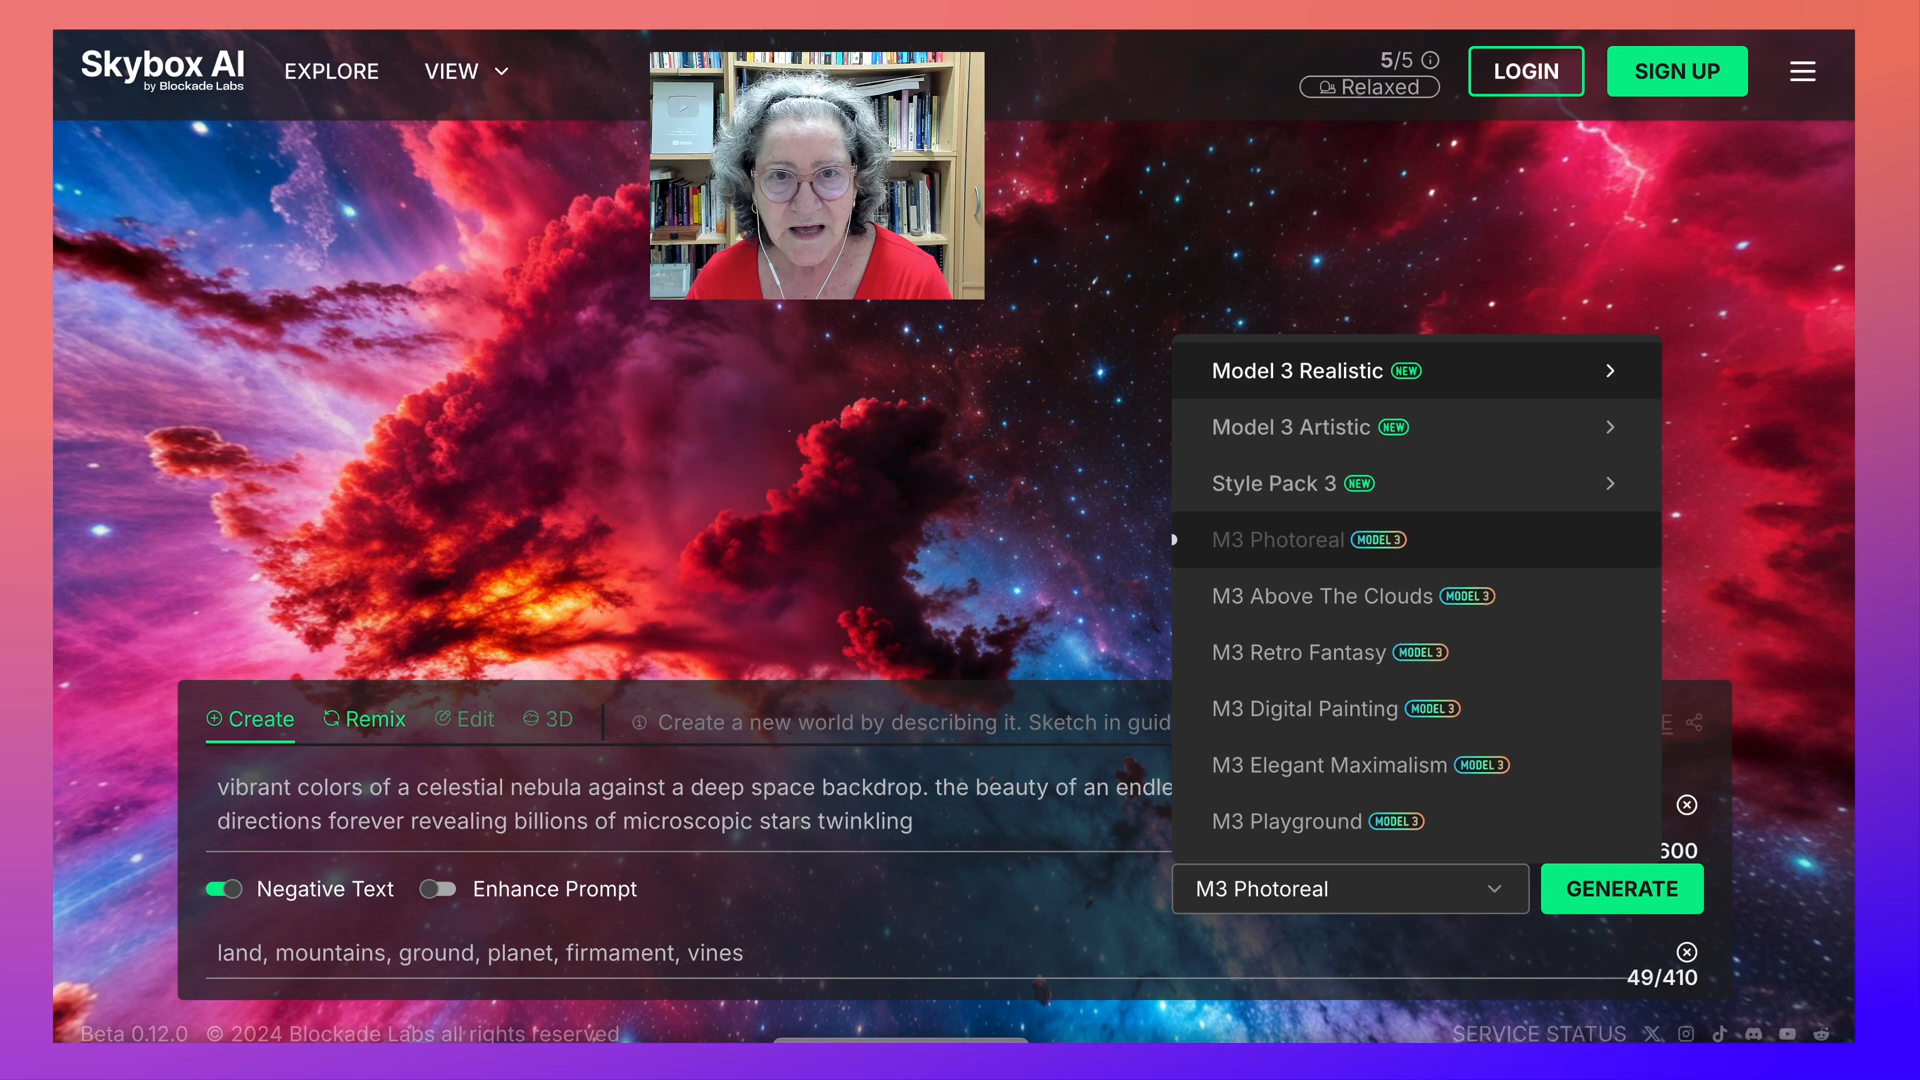 Skybox AI
by Blockade Labs
EXPLORE
VIEW
5/5
Relaxed
LOGIN
SIGN UP
YouTube
Model 3 Realistic NEW
Model 3 Artistic NEW
Style Pack 3 NEW
M3 Photoreal MODEL 3
M3 Above The Clouds MODEL 3
M3 Retro Fantasy MODEL 3
M3 Digital Painting MODEL 3
M3 Elegant Maximalism MODEL 3
M3 Playground MODEL 3
Create
Remix
Edit
3D
Create a new world by describing it. Sketch in guid
vibrant colors of a celestial nebula against a deep space backdrop. the beauty of an endle
directions forever revealing billions of microscopic stars twinkling
600
Negative Text
Enhance Prompt
M3 Photoreal
GENERATE
land, mountains, ground, planet, firmament, vines
49/410
Beta 0.12.0 © 2024 Blockade Labs all rights reserved
SERVICE STATUS